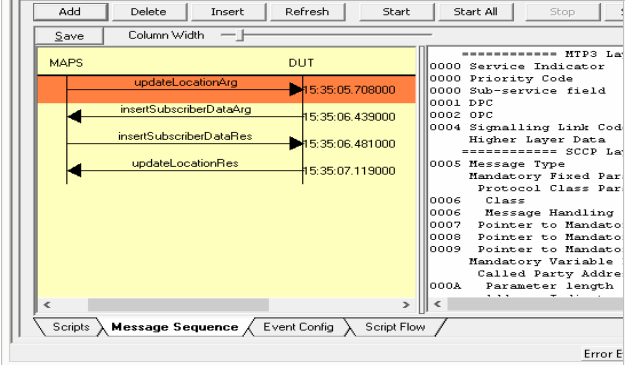 Add Delete Insert Refresh Start Start All Stop
Save Column Width
MAPS DUT
updateLocationArg
15:35:05.708000
insertSubscriberDataArg
15:35:06.439000
insertSubscriberDataRes
15:35:06.481000
updateLocationRes
15:35:07.119000
============ MTP3 La
0000 Service Indicator
0000 Priority Code
0000 Sub-service field
0001 DPC
0002 OPC
0004 Signalling Link Cod
Higher Layer Data
============ SCCP La
0005 Message Type
Mandatory Fixed Par
Protocol Class Par
0006 Class
0006 Message Handling
0007 Pointer to Mandato
0008 Pointer to Mandato
0009 Pointer to Mandato
Mandatory Variable
Called Party Addre
000A Parameter length
Scripts Message Sequence Event Config Script Flow
Error E